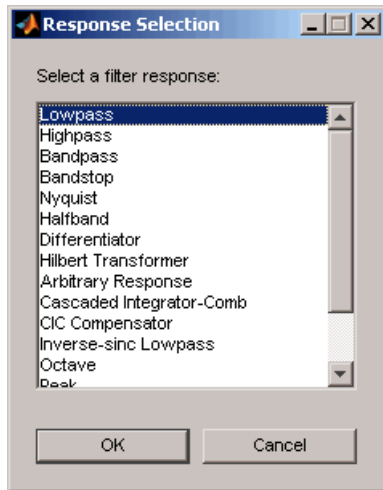 Response Selection
Select a filter response:
Lowpass
Highpass
Bandpass
Bandstop
Nyquist
Halfband
Differentiator
Hilbert Transformer
Arbitrary Response
Cascaded Integrator-Comb
CIC Compensator
Inverse-sinc Lowpass
Octave
Peak
OK Cancel